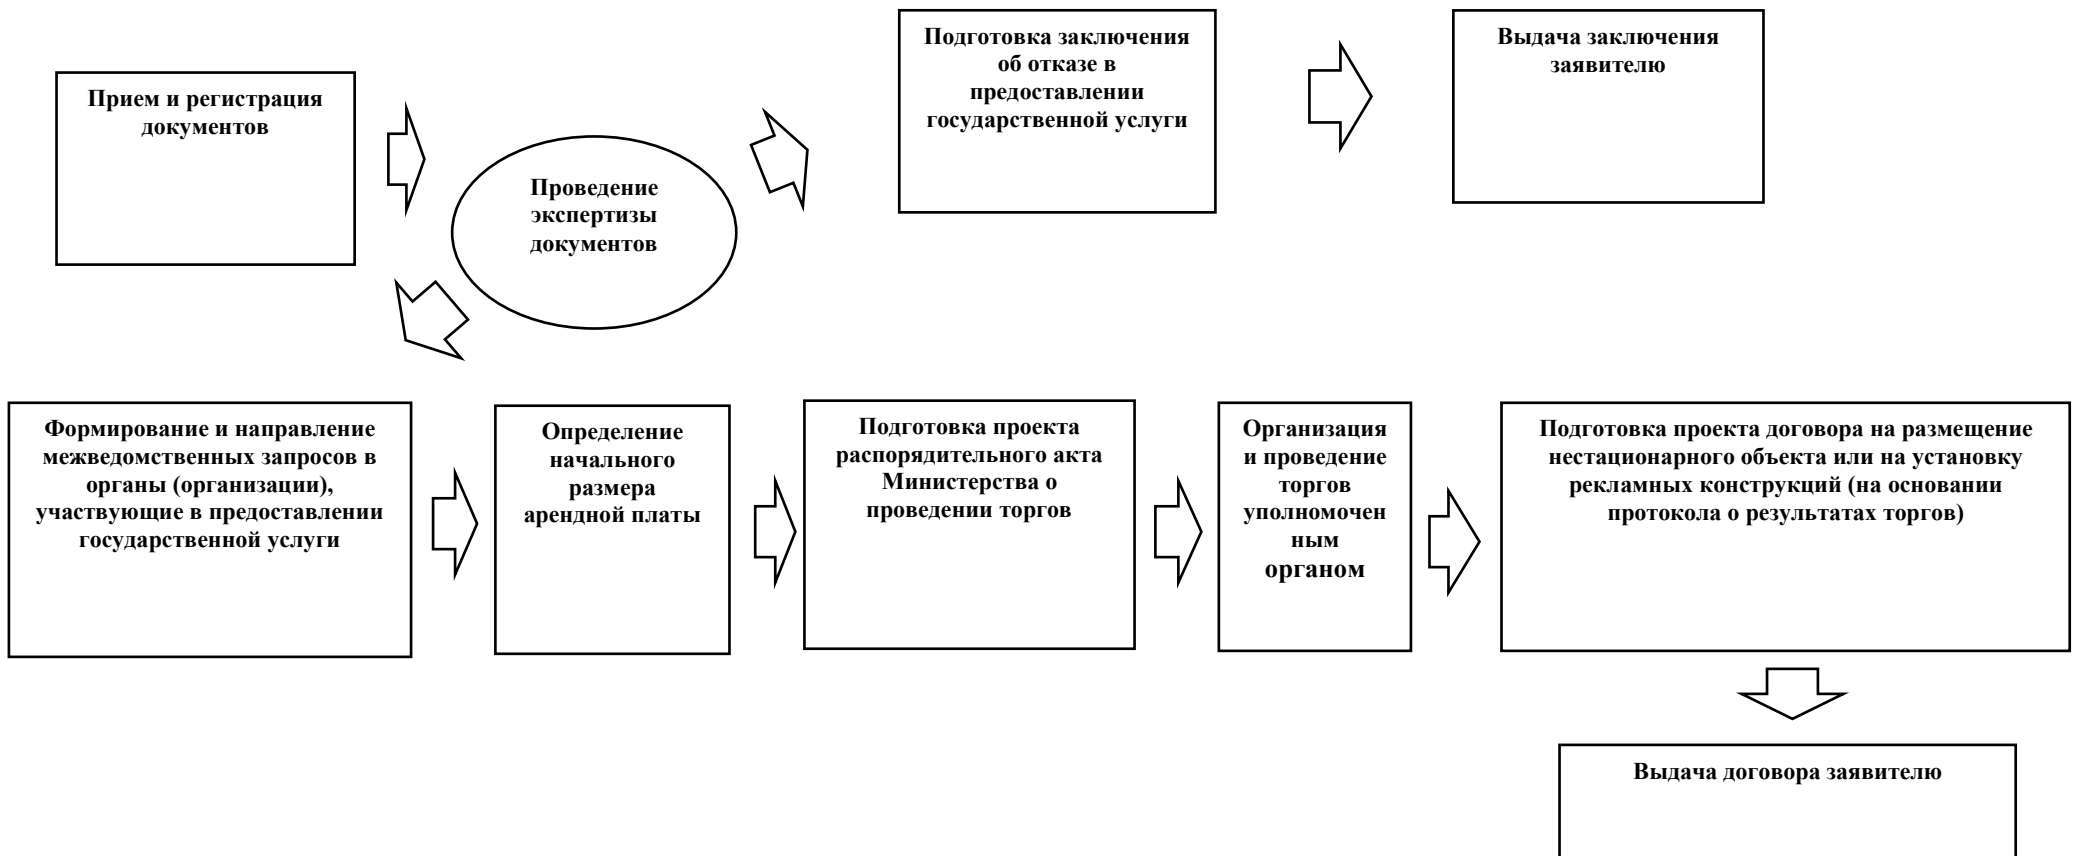 Прием и регистрация
документов
Проведение
экспертизы
документов
Подготовка заключения
об отказе в
предоставлении
государственной услуги
Выдача заключения
заявителю
Формирование и направление
межведомственных запросов в
органы (организации),
участвующие в предоставлении
государственной услуги
Определение
начального
размера
арендной платы
Подготовка проекта
распорядительного акта
Министерства о
проведении торгов
Организация
и проведение
торгов
уполномочен
ным
органом
Подготовка проекта договора на размещение
нестационарного объекта или на установку
рекламных конструкций (на основании
протокола о результатах торгов)
Выдача договора заявителю